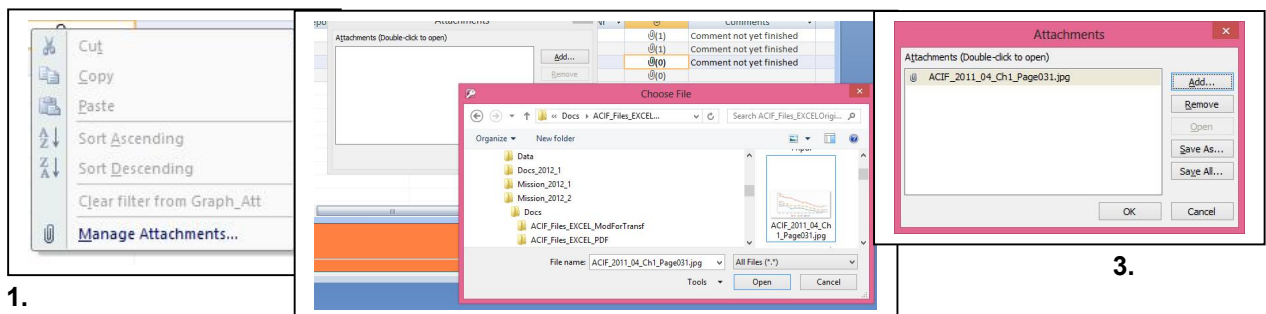 Cut
Copy
Paste
Sort Ascending
Sort Descending
Clear filter from Graph_Att
Manage Attachments...
1.
Attachments
Comments
Attachments (Double-click to open)
Add...
Remove
(1) Comment not yet finished
(1) Comment not yet finished
(0) Comment not yet finished
(0)
Choose File
« Docs ACIF_Files_EXCEL...
Search ACIF_Files_EXCELOrigi...
Organize New folder
Data
Docs_2012_1
Mission_2012_1
Mission_2012_2
Docs
ACIF_Files_EXCEL_ModForTransf
ACIF_Files_EXCEL_PDF
ACIF_2011_04_Ch
1_Page031.jpg
File name: ACIF_2011_04_Ch1_Page031.jpg All Files (*.*)
Tools Open Cancel
Attachments
Attachments (Double-click to open)
ACIF_2011_04_Ch1_Page031.jpg
Add...
Remove
Open
Save As...
Save All...
OK Cancel
3.